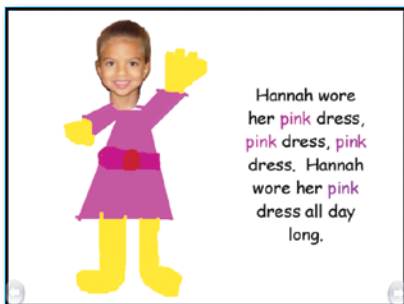 Hannah wore
her pink dress,
pink dress, pink
dress. Hannah
wore her pink
dress all day
long.